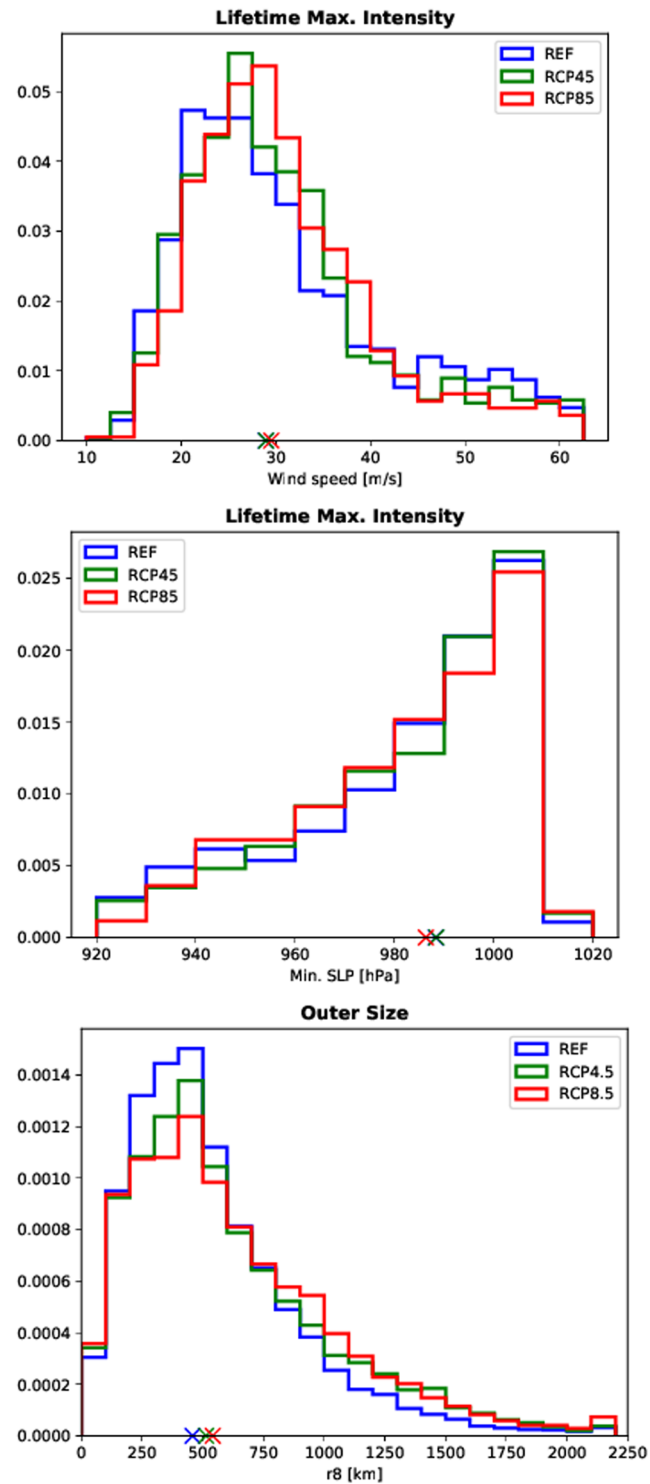 Lifetime Max. Intensity
REF
RCP45
RCP85
0.05
0.04
0.03
0.02
0.01
0.00
10 20 30 40 50 60
Wind speed [m/s]
Lifetime Max. Intensity
REF
RCP45
RCP85
0.025
0.020
0.015
0.010
0.005
0.000
920 940 960 980 1000 1020
Min. SLP [hPa]
Outer Size
REF
RCP4.5
RCP8.5
0.0014
0.0012
0.0010
0.0008
0.0006
0.0004
0.0002
0.0000
0 250 500 750 1000 1250 1500 1750 2000 2250
r8 [km]